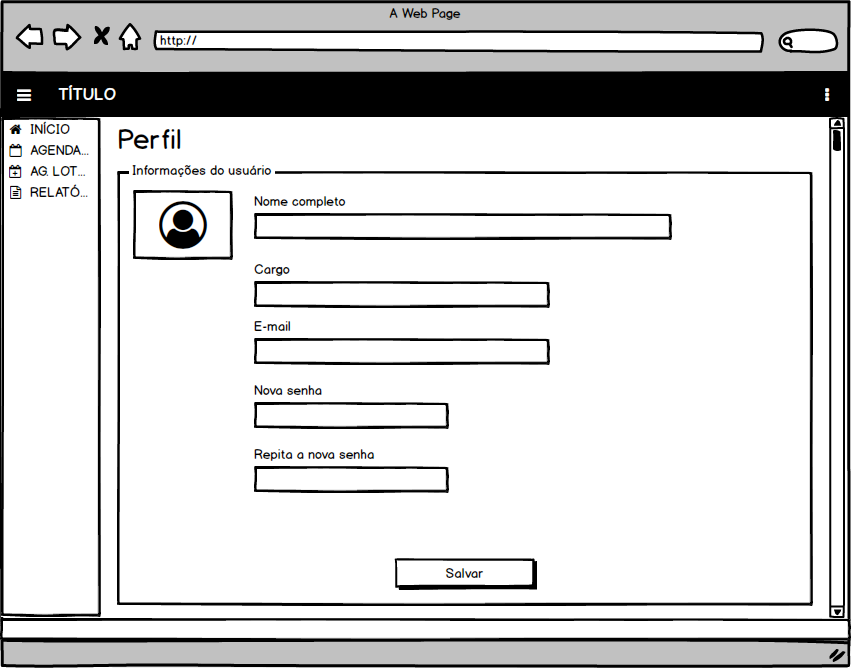 A Web Page
http://
TÍTULO
INÍCIO
AGENDA...
AG. LOT...
RELATÓ...
Perfil
Informações do usuário
Nome completo
Cargo
E-mail
Nova senha
Repita a nova senha
Salvar